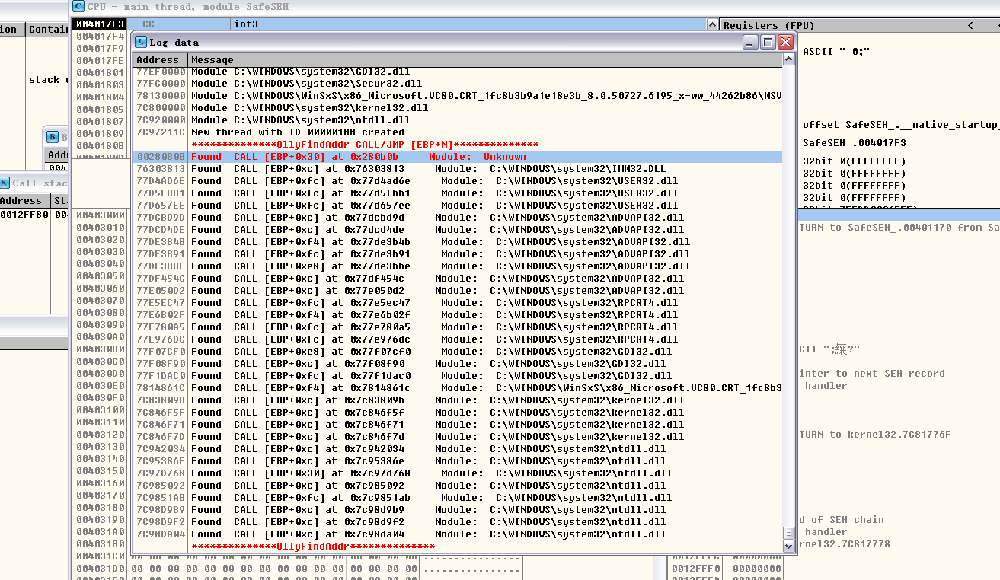 CPU - main thread, module SafeSEH_
004017F3 CC int3
Registers (FPU) <
ion Contain
004017F4
004017F9
004017FE
00401801
00401803
00401804
00401805
00401807
00401809
0040180B
stack
B
Addr
004
Call stac
Address St
0012FF80 00
ASCII " 0;"
offset SafeSEH_.__native_startup_
SafeSEH_.004017F3
32bit 0(FFFFFFFF)
32bit 0(FFFFFFFF)
32bit 0(FFFFFFFF)
32bit 0(FFFFFFFF)
Log data
Address Message
77EF0000 Module C:\WINDOWS\system32\GDI32.dll
77FC0000 Module C:\WINDOWS\system32\Secur32.dll
78130000 Module C:\WINDOWS\WinSxS\x86_Microsoft.VC80.CRT_1fc8b3b9a1e18e3b_8.0.50727.6195_x-ww_44262b86\MSV
7C800000 Module C:\WINDOWS\system32\kernel32.dll
7C920000 Module C:\WINDOWS\system32\ntdll.dll
7C97211C New thread with ID 00000188 created
**************OllyFindAddr CALL/JMP [EBP+N]**************
00280B0B Found CALL [EBP+0x30] at 0x280b0b Module: Unknown
76303813 Found CALL [EBP+0xc] at 0x76303813 Module: C:\WINDOWS\system32\IMM32.DLL
77D4AD6E Found CALL [EBP+0xfc] at 0x77d4ad6e Module: C:\WINDOWS\system32\USER32.dll
77D5FBB1 Found CALL [EBP+0xfc] at 0x77d5fbb1 Module: C:\WINDOWS\system32\USER32.dll
77D657EE Found CALL [EBP+0xfc] at 0x77d657ee Module: C:\WINDOWS\system32\USER32.dll
77DCBD9D Found CALL [EBP+0xc] at 0x77dcbd9d Module: C:\WINDOWS\system32\ADVAPI32.dll
77DCD4DE Found CALL [EBP+0xc] at 0x77dcd4de Module: C:\WINDOWS\system32\ADVAPI32.dll
77DE3B4B Found CALL [EBP+0xf4] at 0x77de3b4b Module: C:\WINDOWS\system32\ADVAPI32.dll
77DE3B91 Found CALL [EBP+0xfc] at 0x77de3b91 Module: C:\WINDOWS\system32\ADVAPI32.dll
77DE3BBE Found CALL [EBP+0xe8] at 0x77de3bbe Module: C:\WINDOWS\system32\ADVAPI32.dll
77DF454C Found CALL [EBP+0xc] at 0x77df454c Module: C:\WINDOWS\system32\ADVAPI32.dll
77E050D2 Found CALL [EBP+0xc] at 0x77e050d2 Module: C:\WINDOWS\system32\ADVAPI32.dll
77E5EC47 Found CALL [EBP+0xfc] at 0x77e5ec47 Module: C:\WINDOWS\system32\RPCRT4.dll
77E6B02F Found CALL [EBP+0xf4] at 0x77e6b02f Module: C:\WINDOWS\system32\RPCRT4.dll
77E780A5 Found CALL [EBP+0xfc] at 0x77e780a5 Module: C:\WINDOWS\system32\RPCRT4.dll
77E976DC Found CALL [EBP+0xfc] at 0x77e976dc Module: C:\WINDOWS\system32\RPCRT4.dll
77F07CF0 Found CALL [EBP+0xe8] at 0x77f07cf0 Module: C:\WINDOWS\system32\GDI32.dll
77F08F90 Found CALL [EBP+0xc] at 0x77f08f90 Module: C:\WINDOWS\system32\GDI32.dll
77F1DAC0 Found CALL [EBP+0xfc] at 0x77f1dac0 Module: C:\WINDOWS\system32\GDI32.dll
7814861C Found CALL [EBP+0xf4] at 0x7814861c Module: C:\WINDOWS\WinSxS\x86_Microsoft.VC80.CRT_1fc8b3
7C83809B Found CALL [EBP+0xc] at 0x7c83809b Module: C:\WINDOWS\system32\kernel32.dll
7C846F5F Found CALL [EBP+0xc] at 0x7c846f5f Module: C:\WINDOWS\system32\kernel32.dll
7C846F71 Found CALL [EBP+0xc] at 0x7c846f71 Module: C:\WINDOWS\system32\kernel32.dll
7C846F7D Found CALL [EBP+0xc] at 0x7c846f7d Module: C:\WINDOWS\system32\kernel32.dll
7C942034 Found CALL [EBP+0xc] at 0x7c942034 Module: C:\WINDOWS\system32\ntdll.dll
7C95386E Found CALL [EBP+0xc] at 0x7c95386e Module: C:\WINDOWS\system32\ntdll.dll
7C97D768 Found CALL [EBP+0x30] at 0x7c97d768 Module: C:\WINDOWS\system32\ntdll.dll
7C985092 Found CALL [EBP+0xc] at 0x7c985092 Module: C:\WINDOWS\system32\ntdll.dll
7C9851AB Found CALL [EBP+0xfc] at 0x7c9851ab Module: C:\WINDOWS\system32\ntdll.dll
7C98D9B9 Found CALL [EBP+0xc] at 0x7c98d9b9 Module: C:\WINDOWS\system32\ntdll.dll
7C98D9F2 Found CALL [EBP+0xc] at 0x7c98d9f2 Module: C:\WINDOWS\system32\ntdll.dll
7C98DA04 Found CALL [EBP+0xc] at 0x7c98da04 Module: C:\WINDOWS\system32\ntdll.dll
**************OllyFindAddr**************
00403000
00403010
00403020
00403030
00403040
00403050
00403060
00403070
00403080
00403090
004030A0
004030B0
004030C0
004030D0
004030E0
004030F0
00403100
00403110
00403120
00403130
00403140
00403150
00403160
00403170
00403180
00403190
004031A0
004031B0
004031C0 00 00 00 00 00 00 00 00 00 00 00 00 00 00 00 00 ................
004031D0 00 00 00 00 00 00 00 00 00 00 00 00 00 00 00 00 ................
TURN to SafeSEH_.00401170 from Sa
CII ";纕?"
inter to next SEH record
handler
TURN to kernel32.7C81776F
d of SEH chain
handler
rnel32.7C817778
0012FFEC 00000000
0012FFF0 00000000